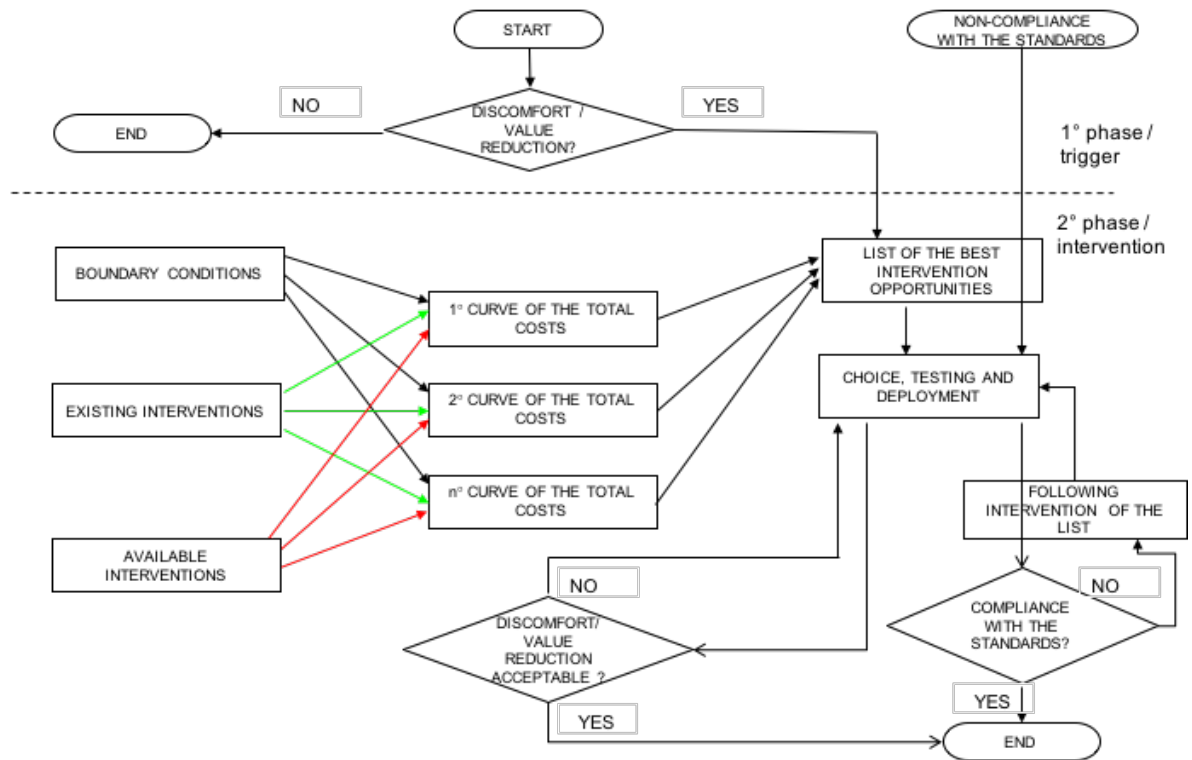 START
NON-COMPLIANCE
WITH THE STANDARDS
NO
YES
DISCOMFORT /
VALUE
REDUCTION?
END
1° phase /
trigger
2° phase /
intervention
BOUNDARY CONDITIONS
LIST OF THE BEST
INTERVENTION
OPPORTUNITIES
1° CURVE OF THE TOTAL
COSTS
EXISTING INTERVENTIONS
2° CURVE OF THE TOTAL
COSTS
CHOICE, TESTING AND
DEPLOYMENT
n° CURVE OF THE TOTAL
COSTS
FOLLOWING
INTERVENTION OF THE
LIST
AVAILABLE
INTERVENTIONS
NO
DISCOMFORT/
VALUE
REDUCTION
ACCEPTABLE ?
NO
COMPLIANCE
WITH THE
STANDARDS?
YES
YES
END